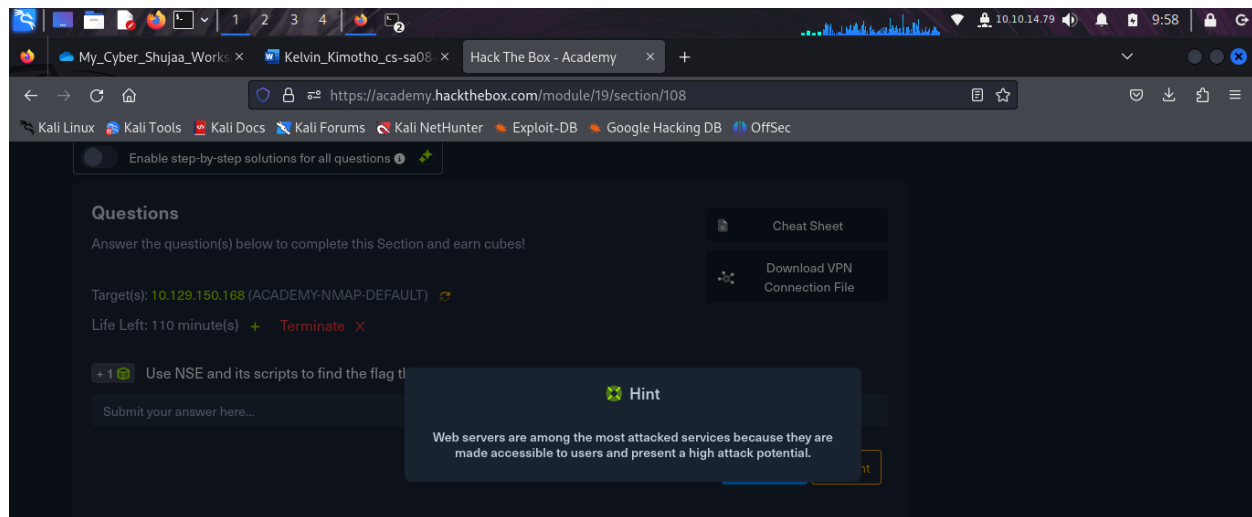 1 2 3 4 2 10.10.14.79 9:58
My_Cyber_Shujaa_Works Kelvin_Kimotho_cs-sa08- Hack The Box - Academy
https://academy.hackthebox.com/module/19/section/108
Kali Linux Kali Tools Kali Docs Kali Forums Kali NetHunter Exploit-DB Google Hacking DB OffSec
Enable step-by-step solutions for all questions
Questions
Cheat Sheet
Answer the question(s) below to complete this Section and earn cubes!
Download VPN
Connection File
Target(s): 10.129.150.168 (ACADEMY-NMAP-DEFAULT)
Life Left: 110 minute(s) + Terminate X
+ 1 Use NSE and its scripts to find the flag
Hint
Submit your answer here...
Web servers are among the most attacked services because they are
made accessible to users and present a high attack potential.